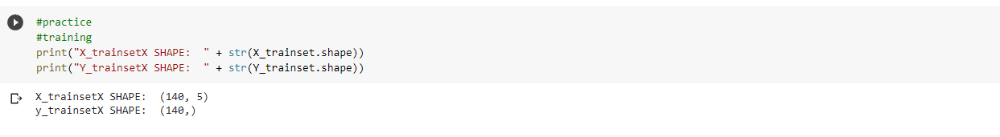 #practice
#training
print("X_trainsetX SHAPE:  " + str(X_trainset.shape))
print("Y_trainsetX SHAPE:  " + str(Y_trainset.shape))
X_trainsetX SHAPE:  (140, 5)
y_trainsetX SHAPE:  (140,)